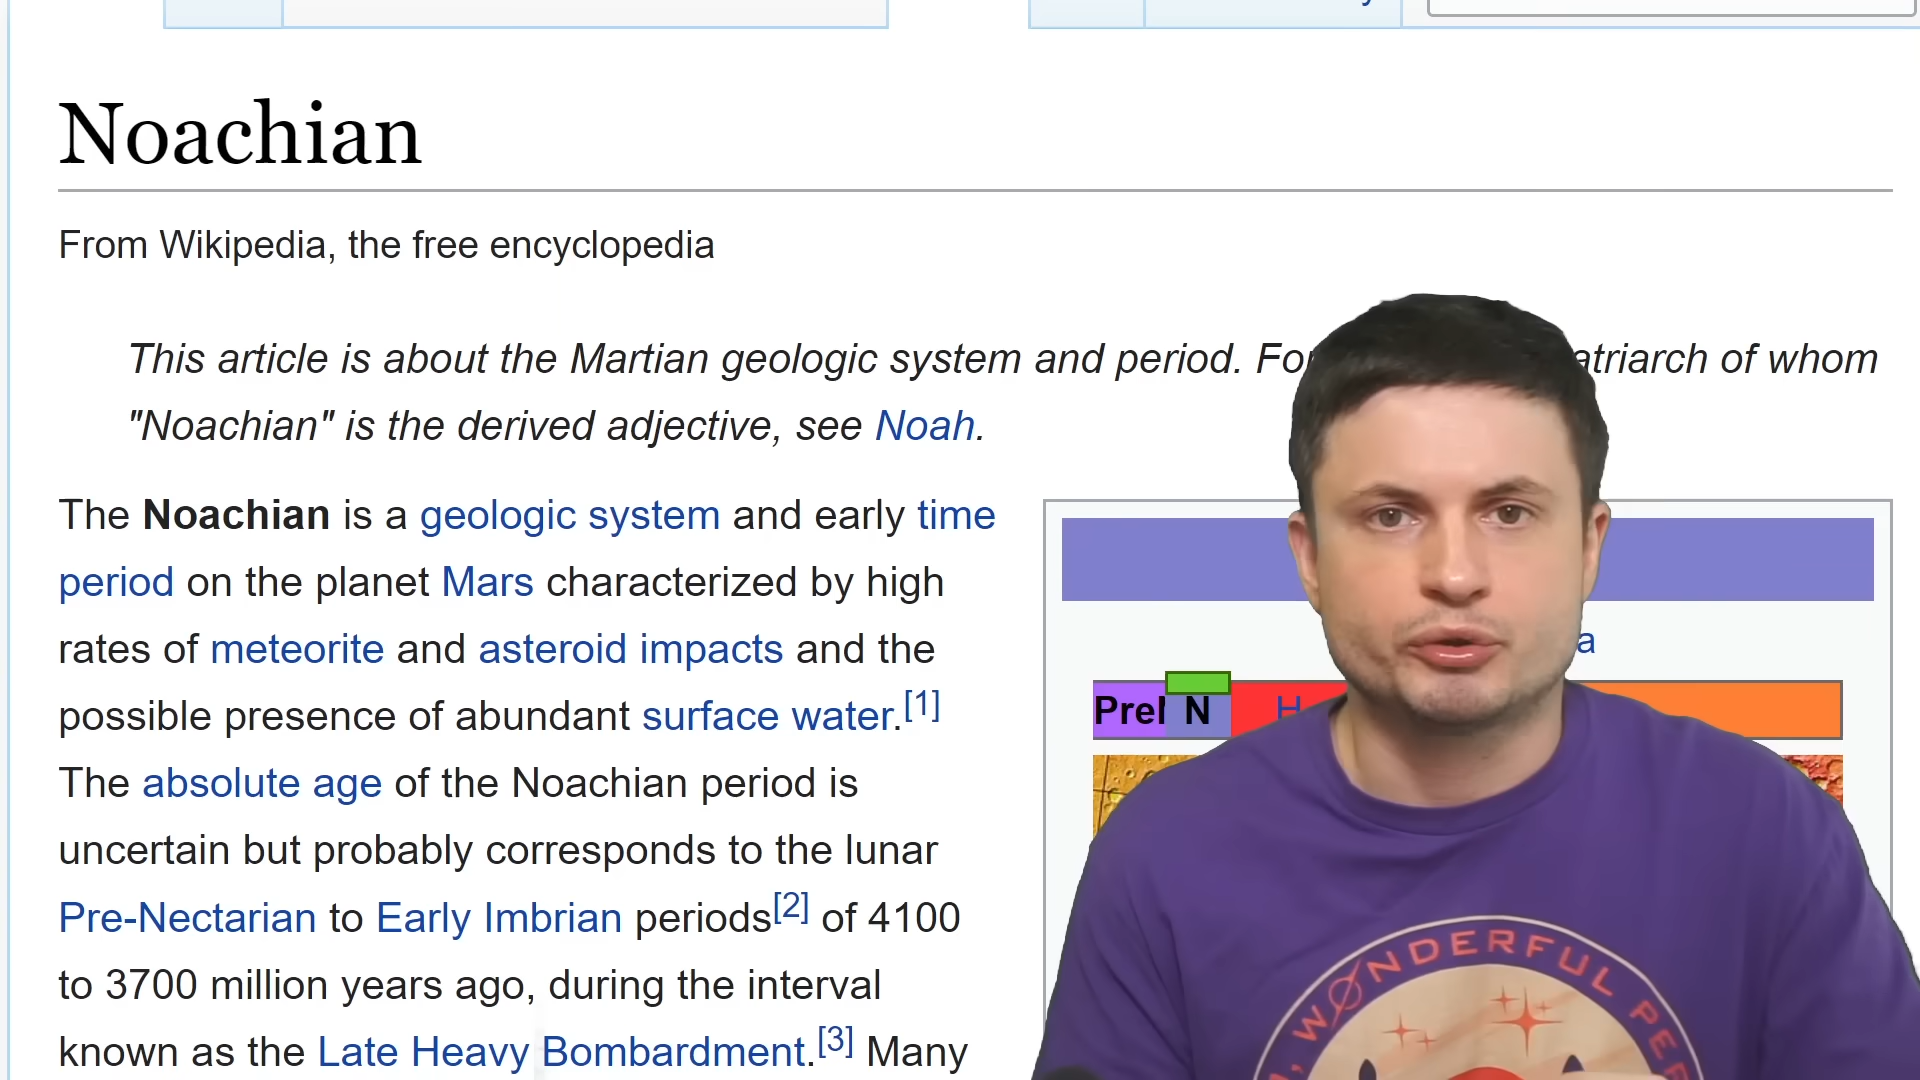 Noachian
From Wikipedia, the free encyclopedia
This article is about the Martian geologic system and period. For atriarch of whom
"Noachian" is the derived adjective, see Noah.
The Noachian is a geologic system and early time
period on the planet Mars characterized by high
rates of meteorite and asteroid impacts and the
possible presence of abundant surface water.[1]
The absolute age of the Noachian period is
uncertain but probably corresponds to the lunar
Pre-Nectarian to Early Imbrian periods[2] of 4100
to 3700 million years ago, during the interval
known as the Late Heavy Bombardment.[3] Many
a
Pre N H
WONDERFUL PER